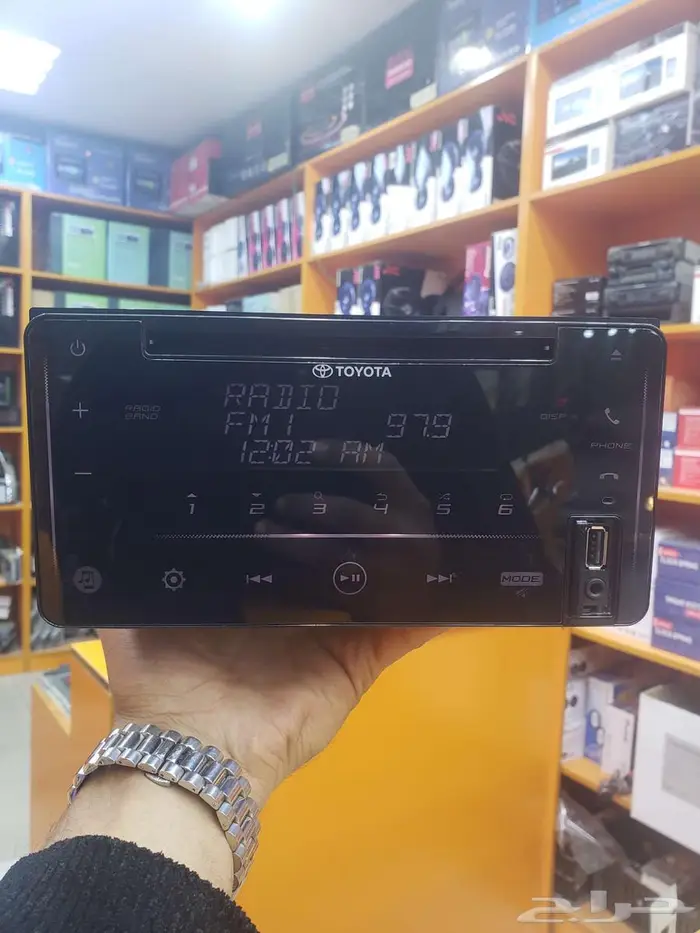 TOYOTA
RADIO
FM1 97.9
12:02 AM
RADIO
BAND
DISP
PHONE
1 2 3 4 5 6
MODE
حراج